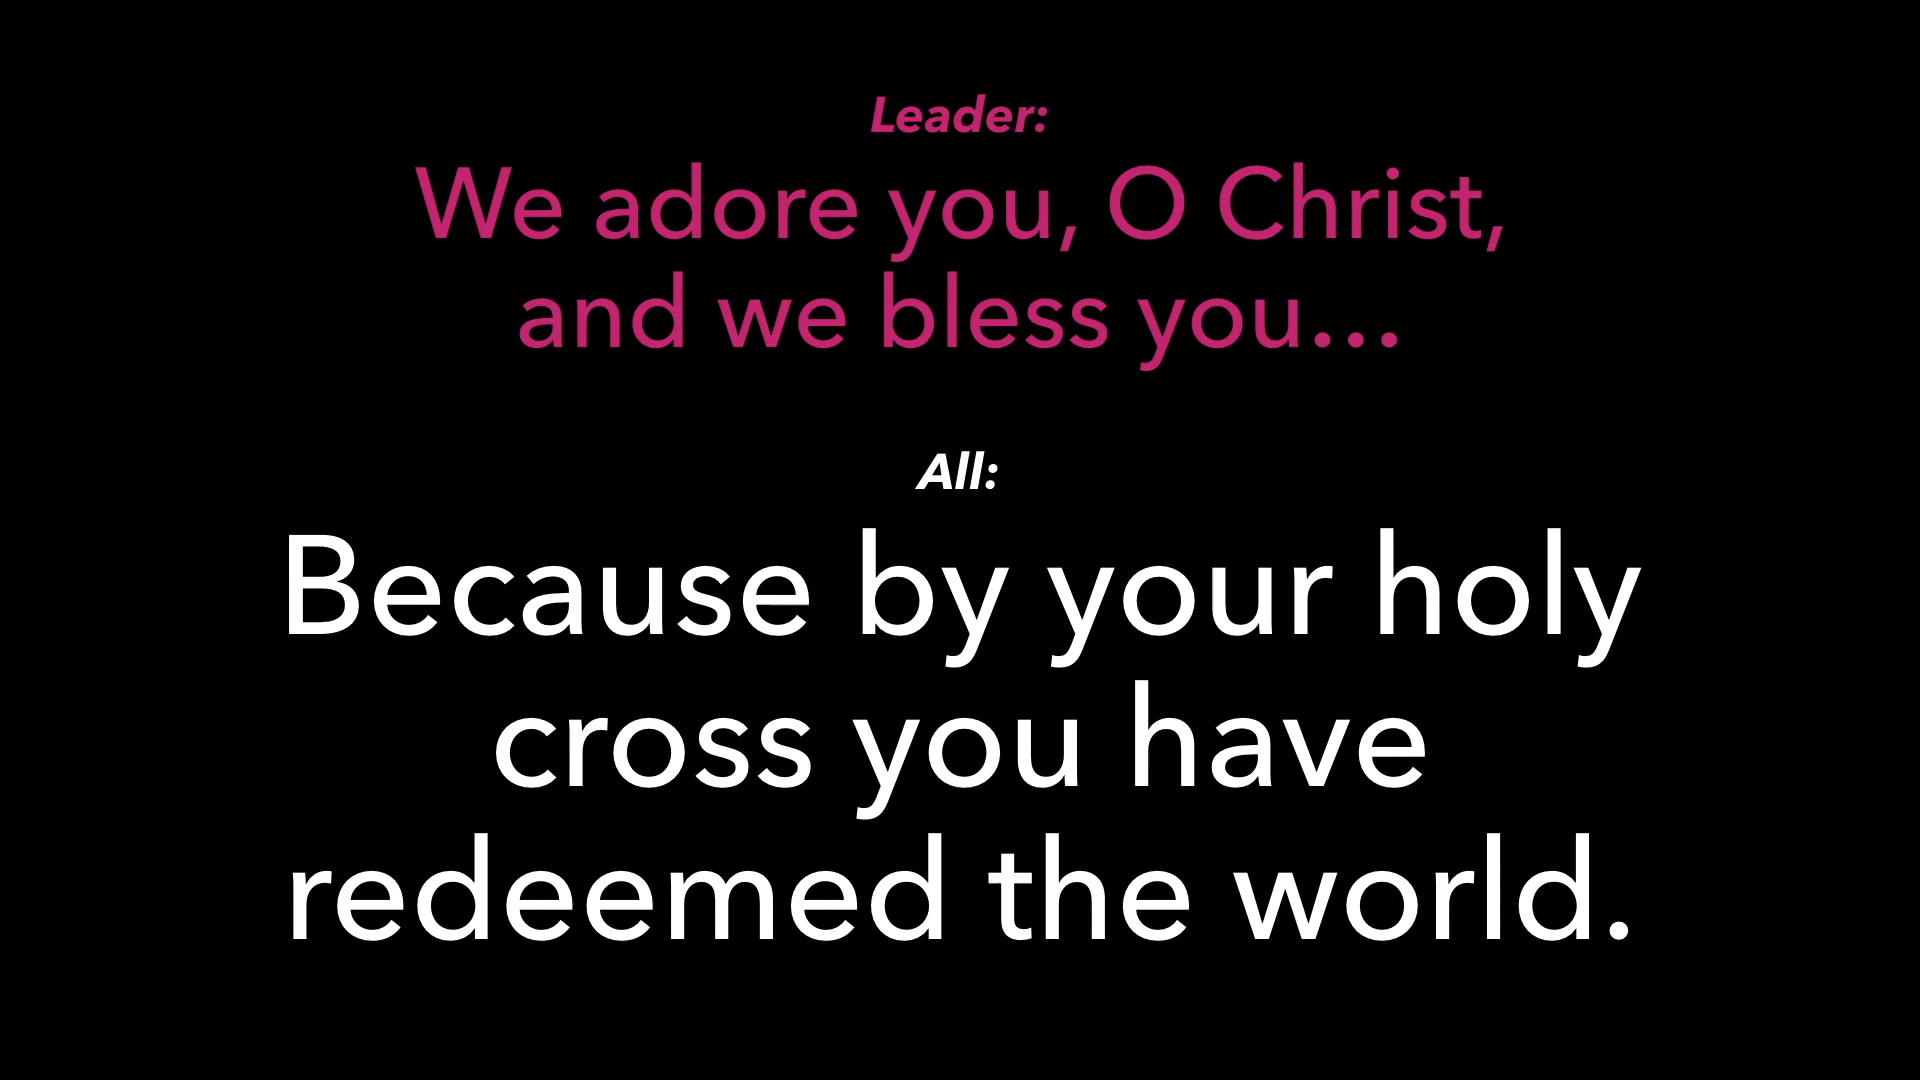 Leader:
We adore you, O Christ,
and we bless you...
All:
Because by your holy
cross you have
redeemed the world.